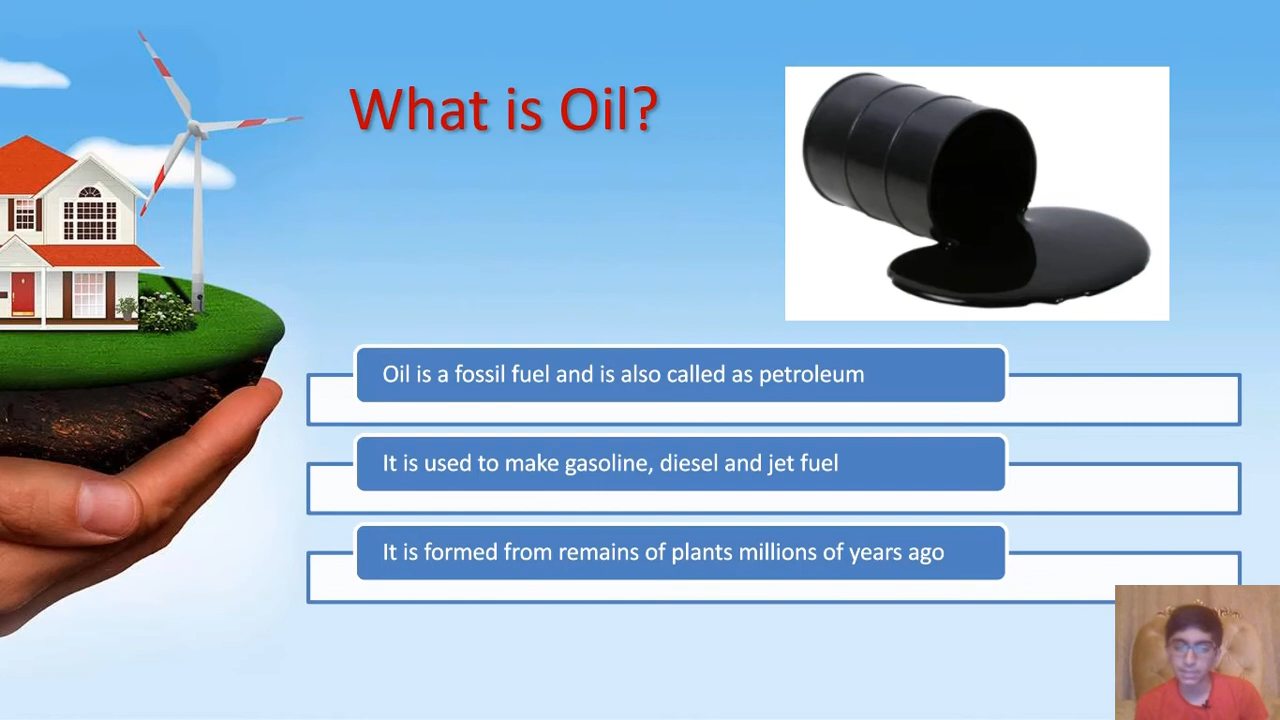 What is Oil?
Oil is a fossil fuel and is also called as petroleum
It is used to make gasoline, diesel and jet fuel
It is formed from remains of plants millions of years ago